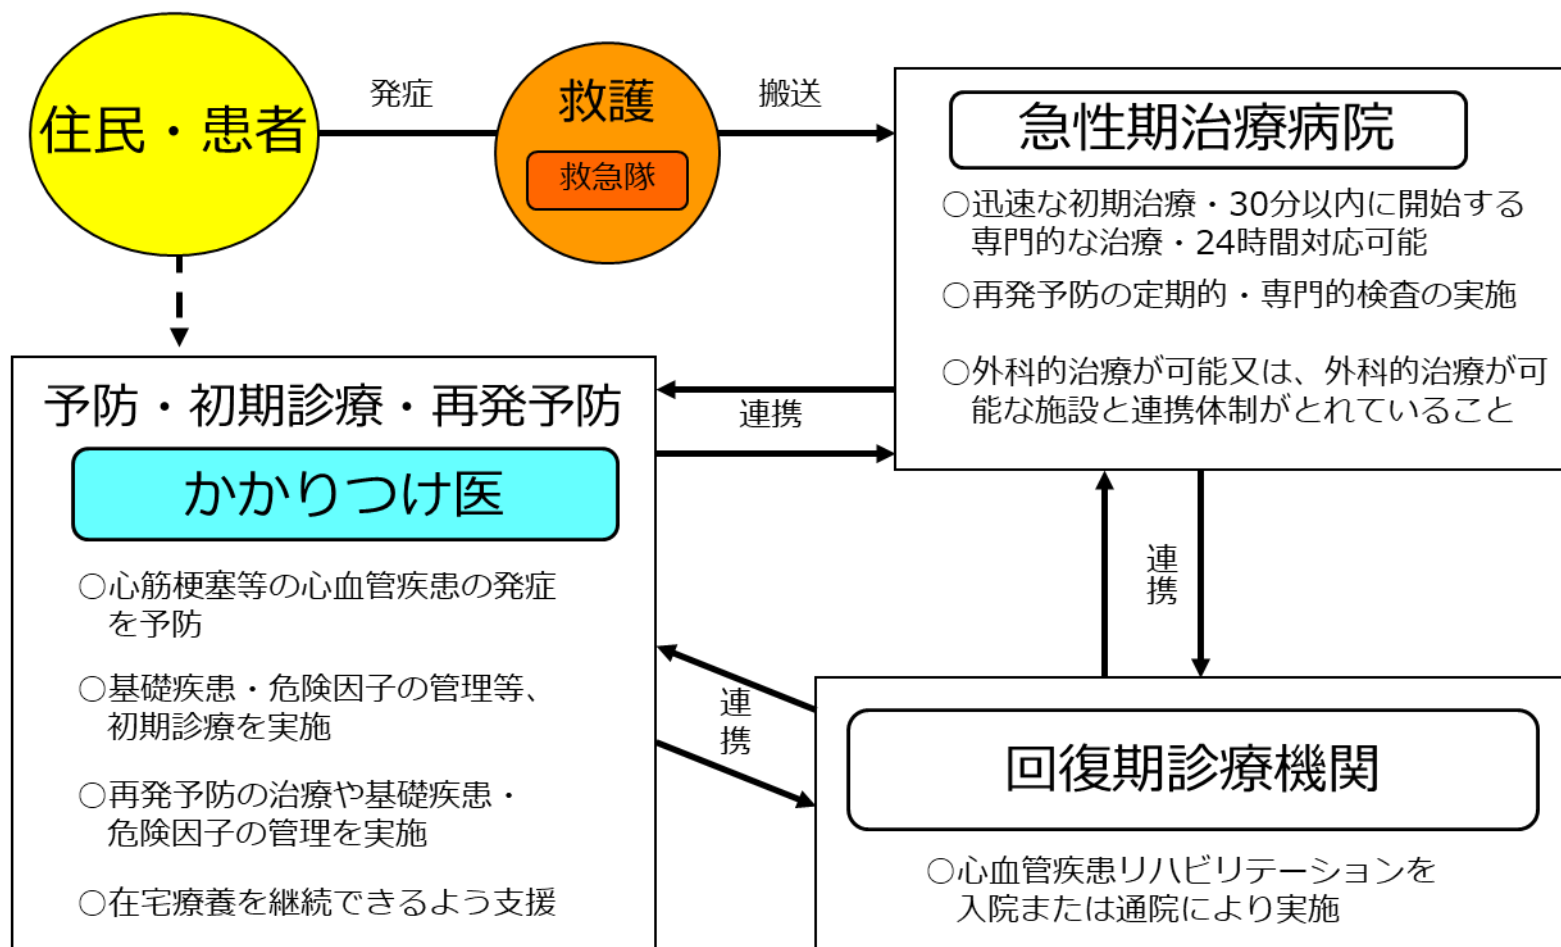 住民・患者
発症
救護
救急隊
搬送
急性期治療病院
○迅速な初期治療・30分以内に開始する
専門的な治療・24時間対応可能
○再発予防の定期的・専門的検査の実施
○外科的治療が可能又は、外科的治療が可
能な施設と連携体制がとれていること
連携
予防・初期診療・再発予防
かかりつけ医
○心筋梗塞等の心血管疾患の発症
を予防
○基礎疾患・危険因子の管理等、
初期診療を実施
○再発予防の治療や基礎疾患・
危険因子の管理を実施
○在宅療養を継続できるよう支援
連携
連携
回復期診療機関
○心血管疾患リハビリテーションを
入院または通院により実施